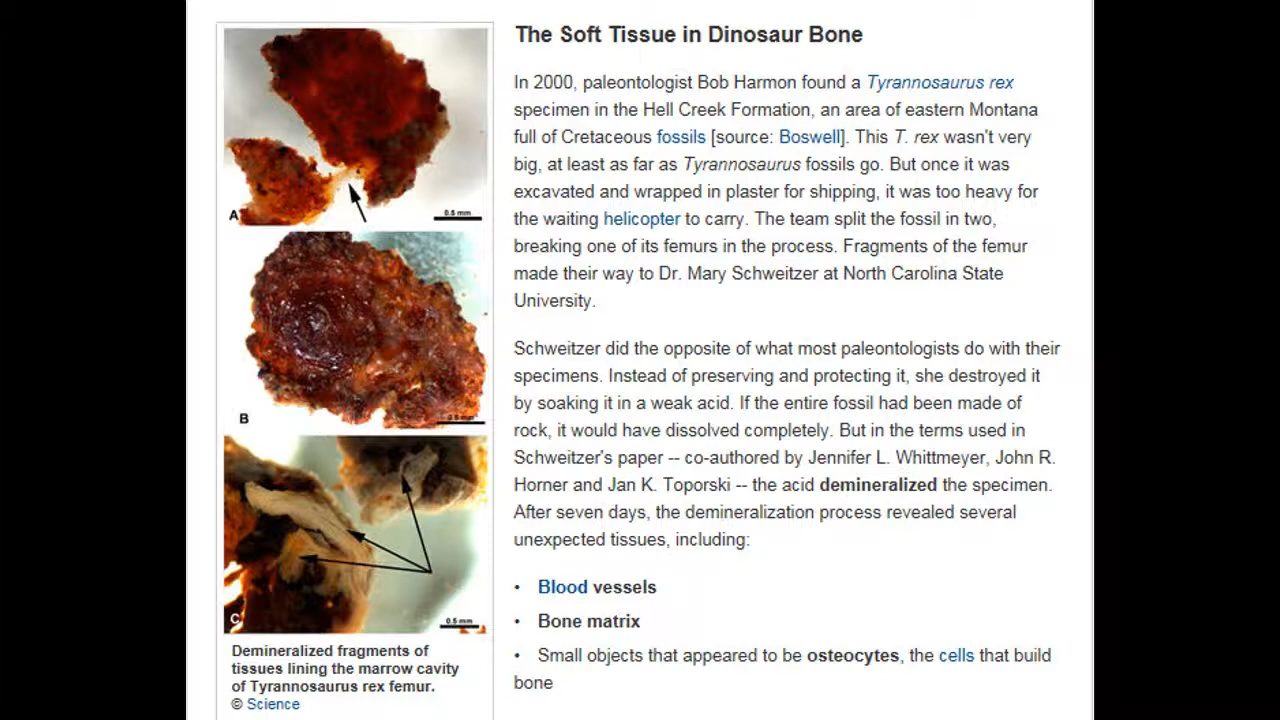 The Soft Tissue in Dinosaur Bone
In 2000, paleontologist Bob Harmon found a Tyrannosaurus rex
specimen in the Hell Creek Formation, an area of eastern Montana
full of Cretaceous fossils [source: Boswell]. This T. rex wasn't very
big, at least as far as Tyrannosaurus fossils go. But once it was
excavated and wrapped in plaster for shipping, it was too heavy for
the waiting helicopter to carry. The team split the fossil in two,
breaking one of its femurs in the process. Fragments of the femur
made their way to Dr. Mary Schweitzer at North Carolina State
University.
Schweitzer did the opposite of what most paleontologists do with their
specimens. Instead of preserving and protecting it, she destroyed it
by soaking it in a weak acid. If the entire fossil had been made of
rock, it would have dissolved completely. But in the terms used in
Schweitzer's paper -- co-authored by Jennifer L. Whittmeyer, John R.
Horner and Jan K. Toporski -- the acid demineralized the specimen.
After seven days, the demineralization process revealed several
unexpected tissues, including:
• Blood vessels
• Bone matrix
• Small objects that appeared to be osteocytes, the cells that build
bone
A
0.5 mm
B
0.5 mm
C
0.5 mm
Demineralized fragments of
tissues lining the marrow cavity
of Tyrannosaurus rex femur.
© Science